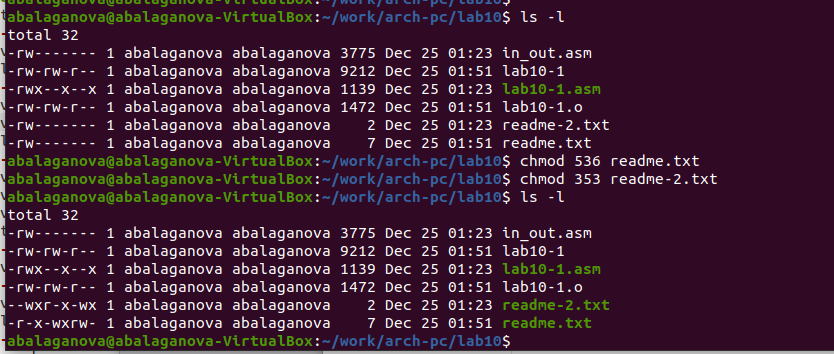 abalaganova@abalaganova-VirtualBox:~/work/arch-pc/lab10$ ls -l
total 32
-rw------- 1 abalaganova abalaganova 3775 Dec 25 01:23 in_out.asm
-rw-rw-r-- 1 abalaganova abalaganova 9212 Dec 25 01:51 lab10-1
-rwx--x--x 1 abalaganova abalaganova 1139 Dec 25 01:23 lab10-1.asm
-rw-rw-r-- 1 abalaganova abalaganova 1472 Dec 25 01:51 lab10-1.o
-rw------- 1 abalaganova abalaganova    2 Dec 25 01:23 readme-2.txt
-rw------- 1 abalaganova abalaganova    7 Dec 25 01:51 readme.txt
abalaganova@abalaganova-VirtualBox:~/work/arch-pc/lab10$ chmod 536 readme.txt
abalaganova@abalaganova-VirtualBox:~/work/arch-pc/lab10$ chmod 353 readme-2.txt
abalaganova@abalaganova-VirtualBox:~/work/arch-pc/lab10$ ls -l
total 32
-rw------- 1 abalaganova abalaganova 3775 Dec 25 01:23 in_out.asm
-rw-rw-r-- 1 abalaganova abalaganova 9212 Dec 25 01:51 lab10-1
-rwx--x--x 1 abalaganova abalaganova 1139 Dec 25 01:23 lab10-1.asm
-rw-rw-r-- 1 abalaganova abalaganova 1472 Dec 25 01:51 lab10-1.o
--wxr-x-wx 1 abalaganova abalaganova    2 Dec 25 01:23 readme-2.txt
-r-x-wxrw- 1 abalaganova abalaganova    7 Dec 25 01:51 readme.txt
abalaganova@abalaganova-VirtualBox:~/work/arch-pc/lab10$